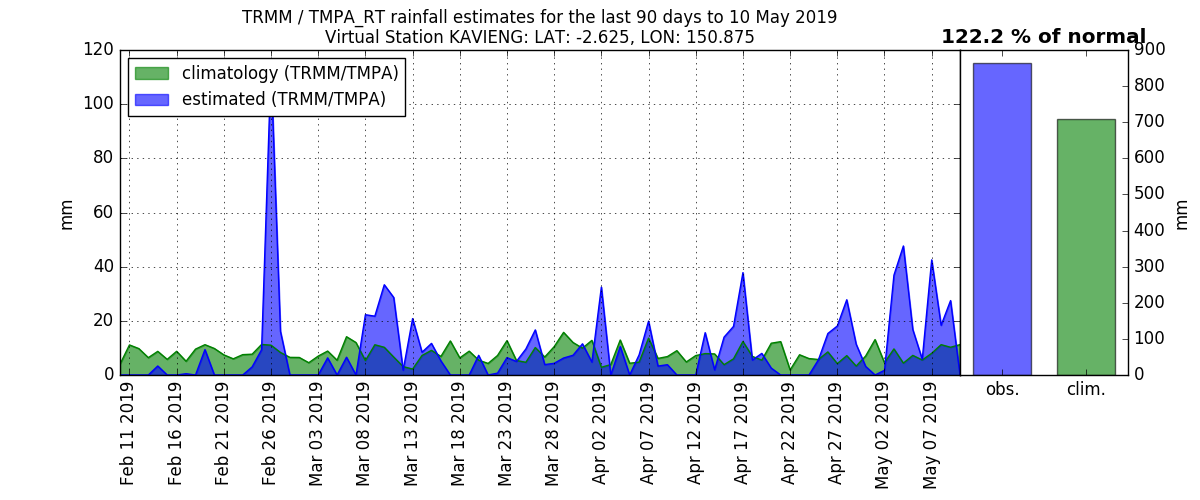 TRMM / TMPA_RT rainfall estimates for the last 90 days to 10 May 2019
Virtual Station KAVIENG: LAT: -2.625, LON: 150.875
122.2 % of normal
climatology (TRMM/TMPA)
estimated (TRMM/TMPA)
mm
120
100
80
60
40
20
0
Feb 11 2019
Feb 16 2019
Feb 21 2019
Feb 26 2019
Mar 03 2019
Mar 08 2019
Mar 13 2019
Mar 18 2019
Mar 23 2019
Mar 28 2019
Apr 02 2019
Apr 07 2019
Apr 12 2019
Apr 17 2019
Apr 22 2019
Apr 27 2019
May 02 2019
May 07 2019
obs.
clim.
900
800
700
600
500
400
300
200
100
0
mm